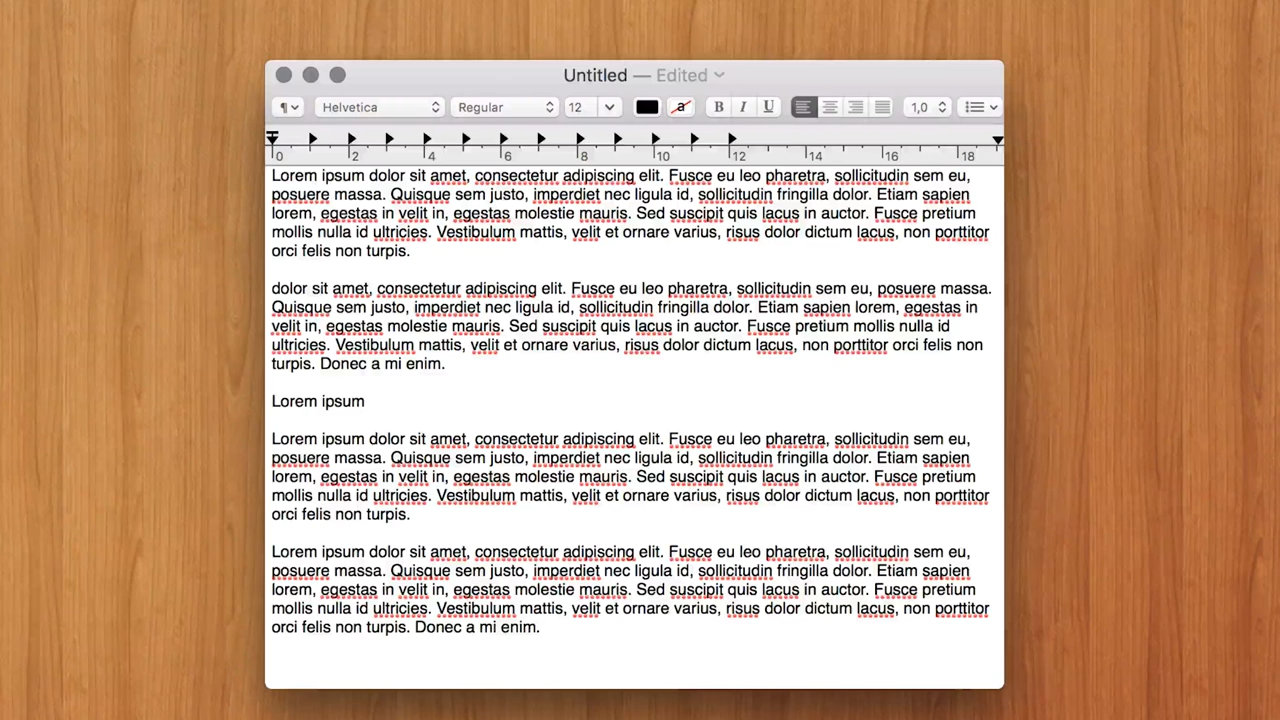 Untitled — Edited
¶ Helvetica Regular 12 a B I U 1,0
0 2 4 6 8 10 12 14 16 18
Lorem ipsum dolor sit amet, consectetur adipiscing elit. Fusce eu leo pharetra, sollicitudin sem eu,
posuere massa. Quisque sem justo, imperdiet nec ligula id, sollicitudin fringilla dolor. Etiam sapien
lorem, egestas in velit in, egestas molestie mauris. Sed suscipit quis lacus in auctor. Fusce pretium
mollis nulla id ultricies. Vestibulum mattis, velit et ornare varius, risus dolor dictum lacus, non porttitor
orci felis non turpis.
dolor sit amet, consectetur adipiscing elit. Fusce eu leo pharetra, sollicitudin sem eu, posuere massa.
Quisque sem justo, imperdiet nec ligula id, sollicitudin fringilla dolor. Etiam sapien lorem, egestas in
velit in, egestas molestie mauris. Sed suscipit quis lacus in auctor. Fusce pretium mollis nulla id
ultricies. Vestibulum mattis, velit et ornare varius, risus dolor dictum lacus, non porttitor orci felis non
turpis. Donec a mi enim.
Lorem ipsum
Lorem ipsum dolor sit amet, consectetur adipiscing elit. Fusce eu leo pharetra, sollicitudin sem eu,
posuere massa. Quisque sem justo, imperdiet nec ligula id, sollicitudin fringilla dolor. Etiam sapien
lorem, egestas in velit in, egestas molestie mauris. Sed suscipit quis lacus in auctor. Fusce pretium
mollis nulla id ultricies. Vestibulum mattis, velit et ornare varius, risus dolor dictum lacus, non porttitor
orci felis non turpis.
Lorem ipsum dolor sit amet, consectetur adipiscing elit. Fusce eu leo pharetra, sollicitudin sem eu,
posuere massa. Quisque sem justo, imperdiet nec ligula id, sollicitudin fringilla dolor. Etiam sapien
lorem, egestas in velit in, egestas molestie mauris. Sed suscipit quis lacus in auctor. Fusce pretium
mollis nulla id ultricies. Vestibulum mattis, velit et ornare varius, risus dolor dictum lacus, non porttitor
orci felis non turpis. Donec a mi enim.